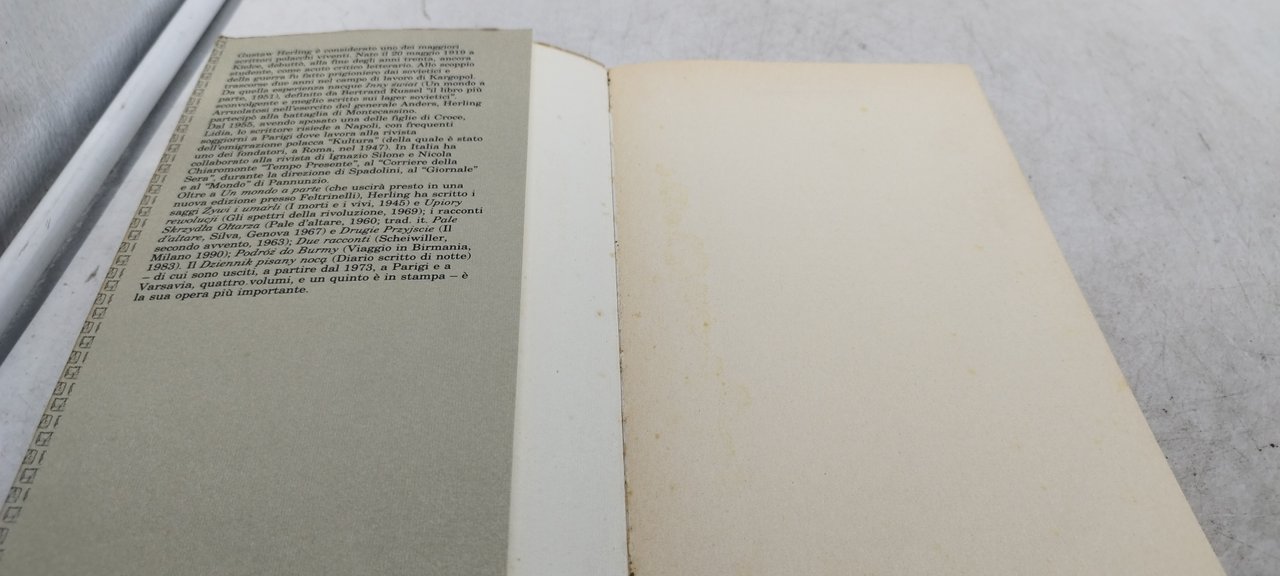 Gustaw Herling è considerato uno dei maggiori
scrittori polacchi viventi. Nato il 20 maggio 1919 a
Kielce, debuttò, alla fine degli anni trenta, ancora
studente, come acuto critico letterario. Allo scoppio
della guerra fu fatto prigioniero dai sovietici e
trascorse due anni nel campo di lavoro di Kargopol.
Da quella esperienza nacque Inny świat (Un mondo a
parte, 1951), definito da Bertrand Russel "il libro più
sconvolgente e meglio scritto sui lager sovietici".
Arruolatosi nell'esercito del generale Anders, Herling
partecipò alla battaglia di Montecassino.
Dal 1955, avendo sposato una delle figlie di Croce,
Lidia, lo scrittore risiede a Napoli, con frequenti
soggiorni a Parigi dove lavora alla rivista
dell'emigrazione polacca "Kultura" (della quale è stato
uno dei fondatori, a Roma, nel 1947). In Italia ha
collaborato alla rivista di Ignazio Silone e Nicola
Chiaromonte "Tempo Presente", al "Corriere della
Sera", durante la direzione di Spadolini, al "Giornale"
e al "Mondo" di Pannunzio.
Oltre a Un mondo a parte (che uscirà presto in una
nuova edizione presso Feltrinelli), Herling ha scritto i
saggi Żywi i umarli (I morti e i vivi, 1945) e Upiory
rewolucji (Gli spettri della rivoluzione, 1969); i racconti
Skrzydła Ołtarza (Pale d'altare, 1960; trad. it. Pale
d'altare, Silva, Genova 1967) e Drugie Przyjscie (Il
secondo avvento, 1963); Due racconti (Scheiwiller,
Milano 1990); Podróż do Burmy (Viaggio in Birmania,
1983). Il Dziennik pisany nocą (Diario scritto di notte)
– di cui sono usciti, a partire dal 1973, a Parigi e a
Varsavia, quattro volumi, e un quinto è in stampa – è
la sua opera più importante.